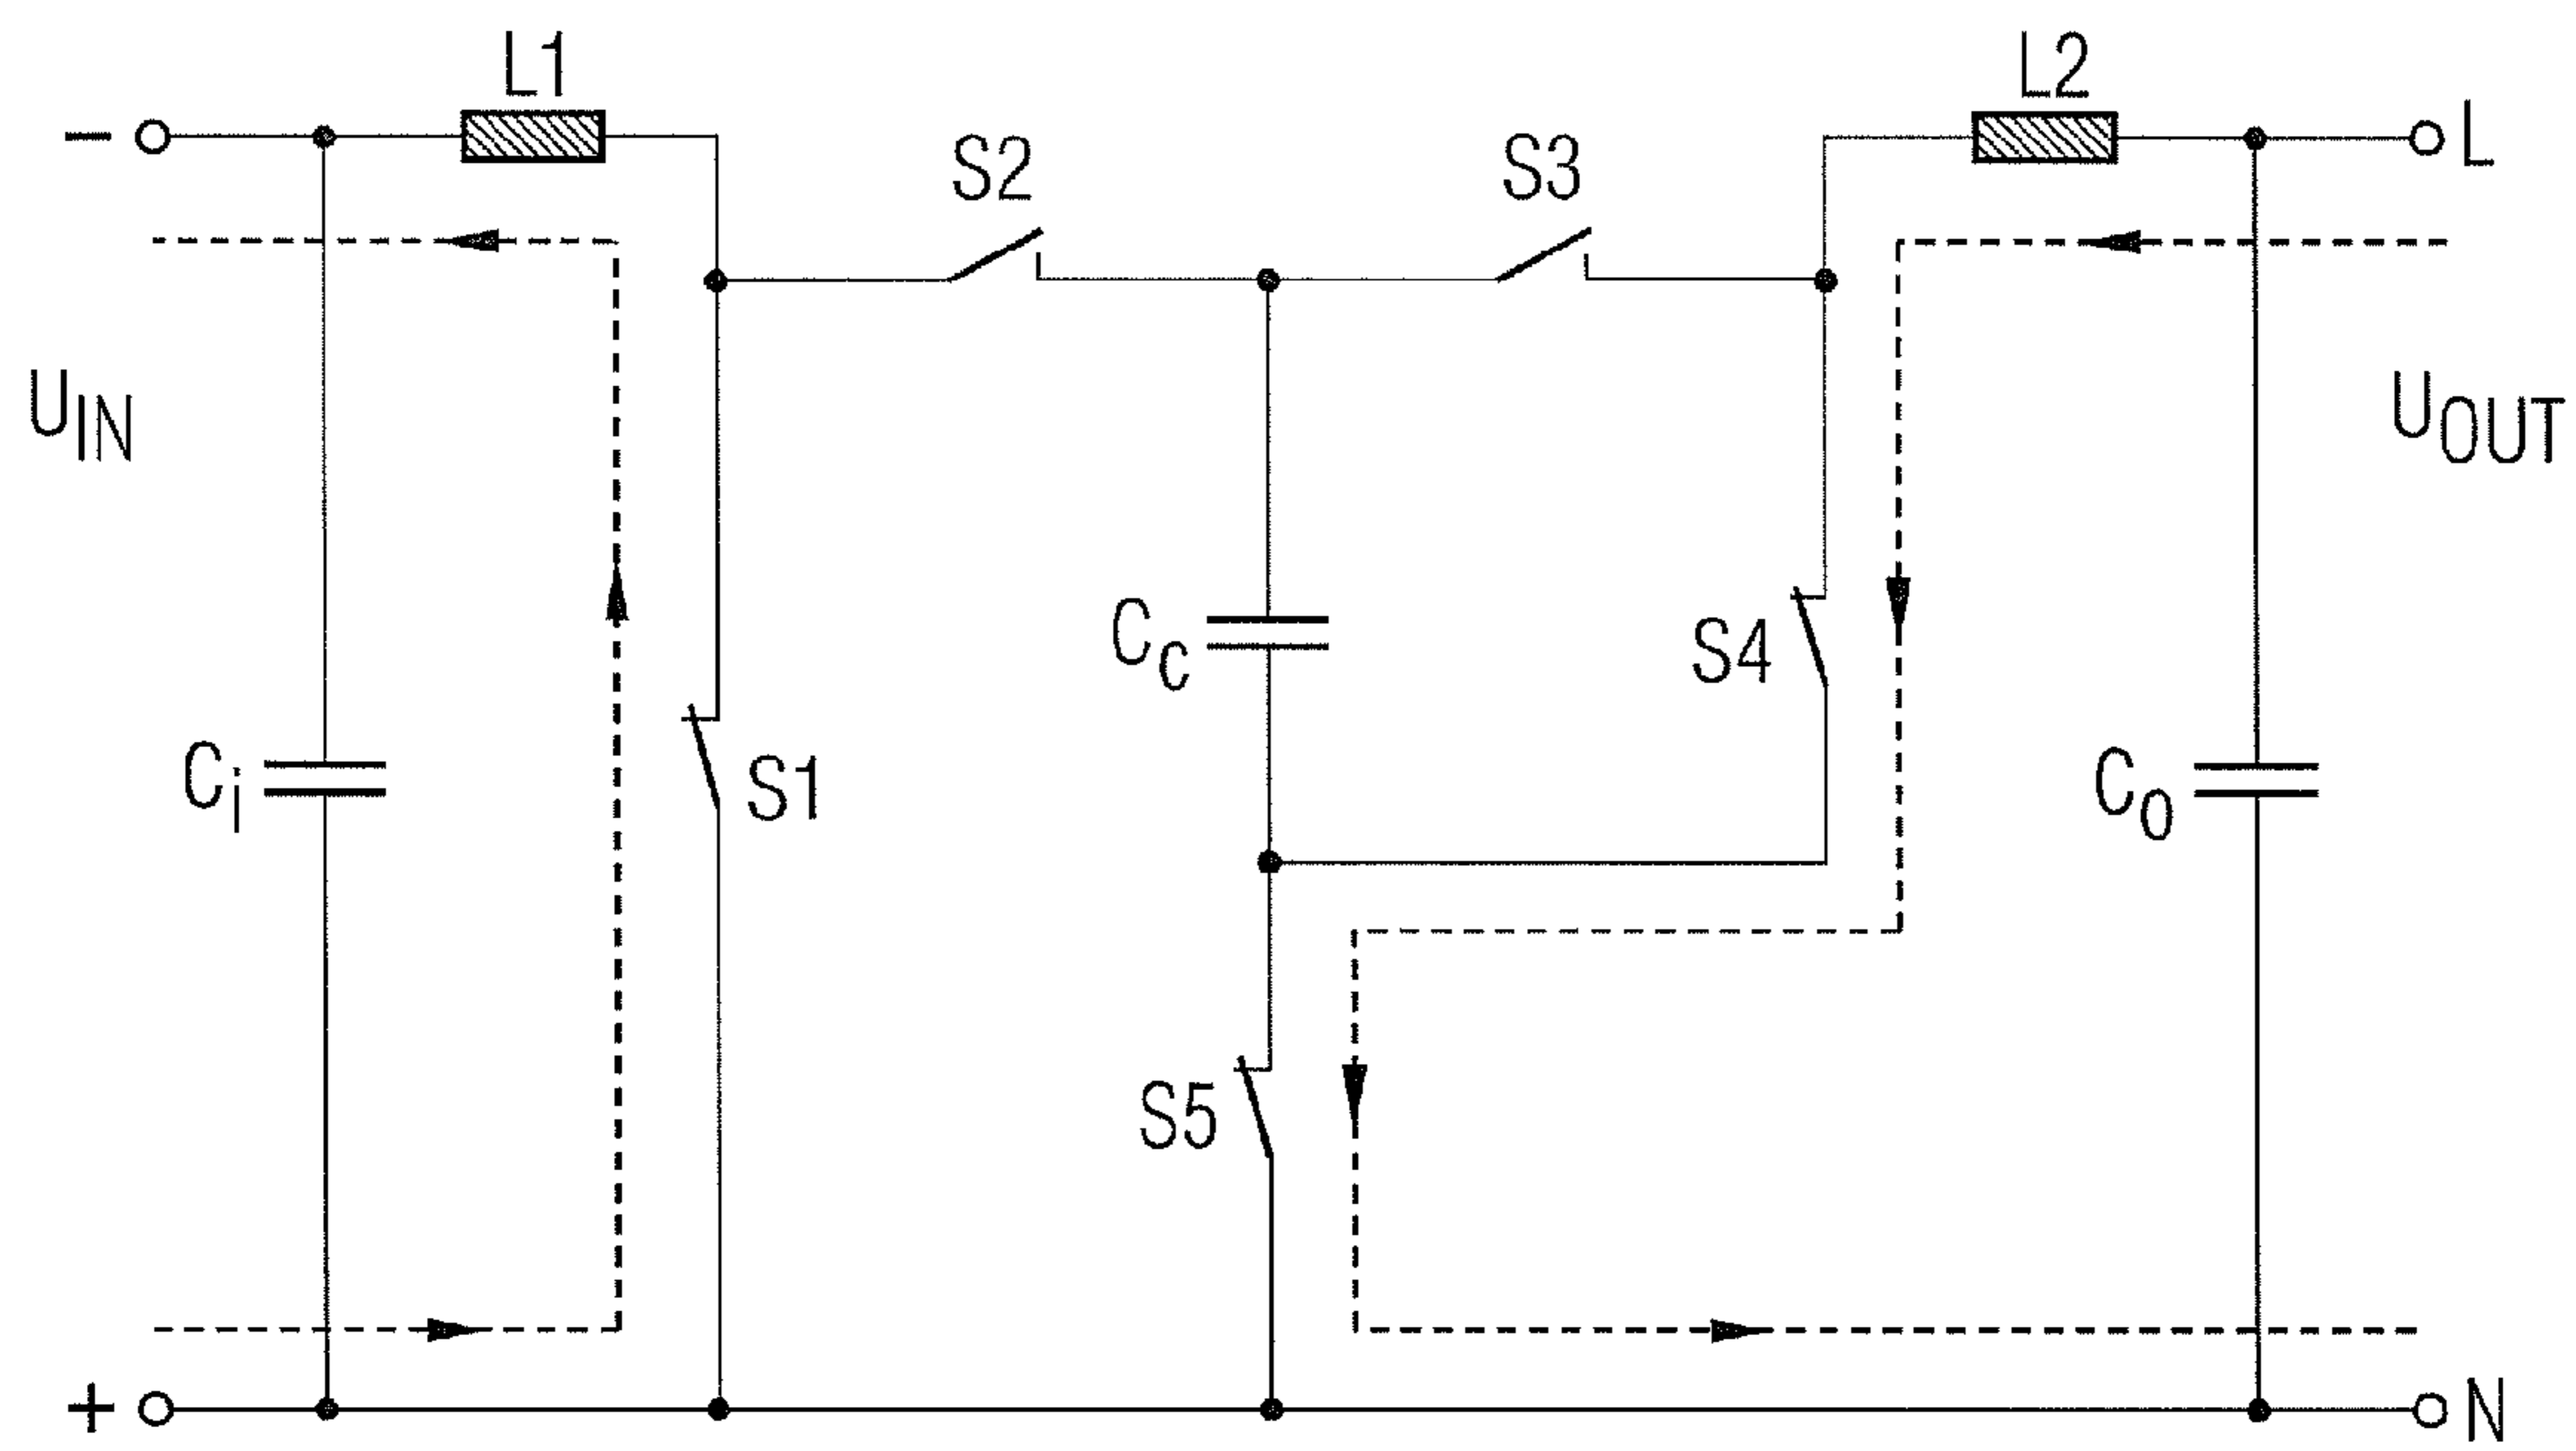 L1
L2
−
L
S2
S3
U_IN
U_OUT
C_C
S4
C_i
S1
C_O
S5
+
N